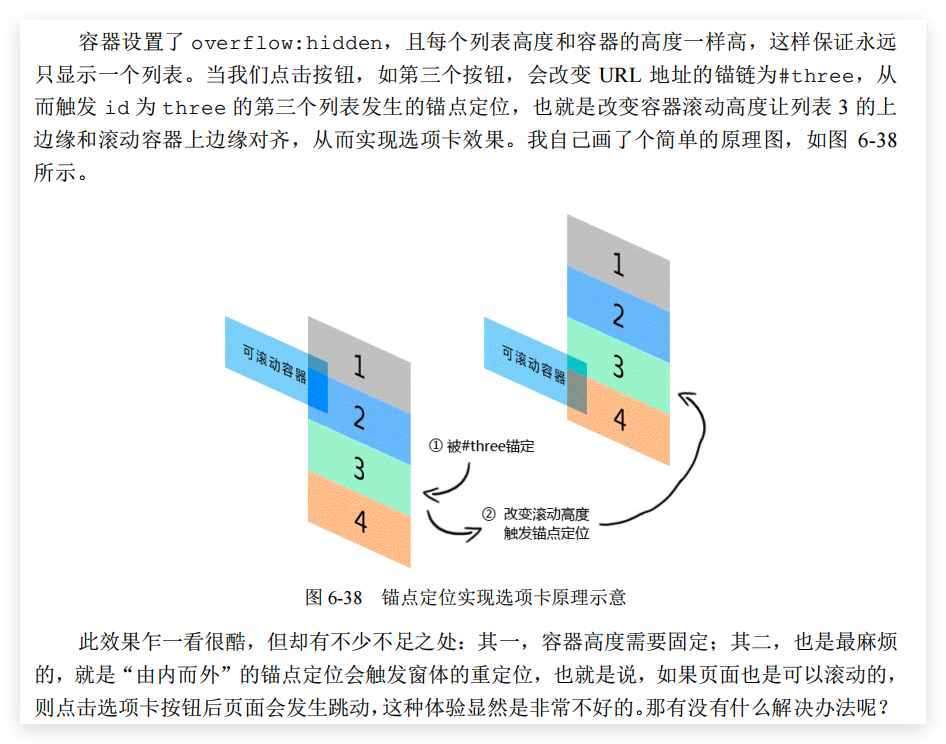 容器设置了 overflow:hidden，且每个列表高度和容器的高度一样高，这样保证永远
只显示一个列表。当我们点击按钮，如第三个按钮，会改变 URL 地址的锚链为#three，从
而触发 id 为 three 的第三个列表发生的锚点定位，也就是改变容器滚动高度让列表 3 的上
边缘和滚动容器上边缘对齐，从而实现选项卡效果。我自己画了个简单的原理图，如图 6-38
所示。
可滚动容器
1
2
3
4
① 被#three锚定
② 改变滚动高度
触发锚点定位
可滚动容器
1
2
3
4
图 6-38 锚点定位实现选项卡原理示意
此效果乍一看很酷，但却有不少不足之处：其一，容器高度需要固定；其二，也是最麻烦
的，就是“由内而外”的锚点定位会触发窗体的重定位，也就是说，如果页面也是可以滚动的，
则点击选项卡按钮后页面会发生跳动，这种体验显然是非常不好的。那有没有什么解决办法呢？